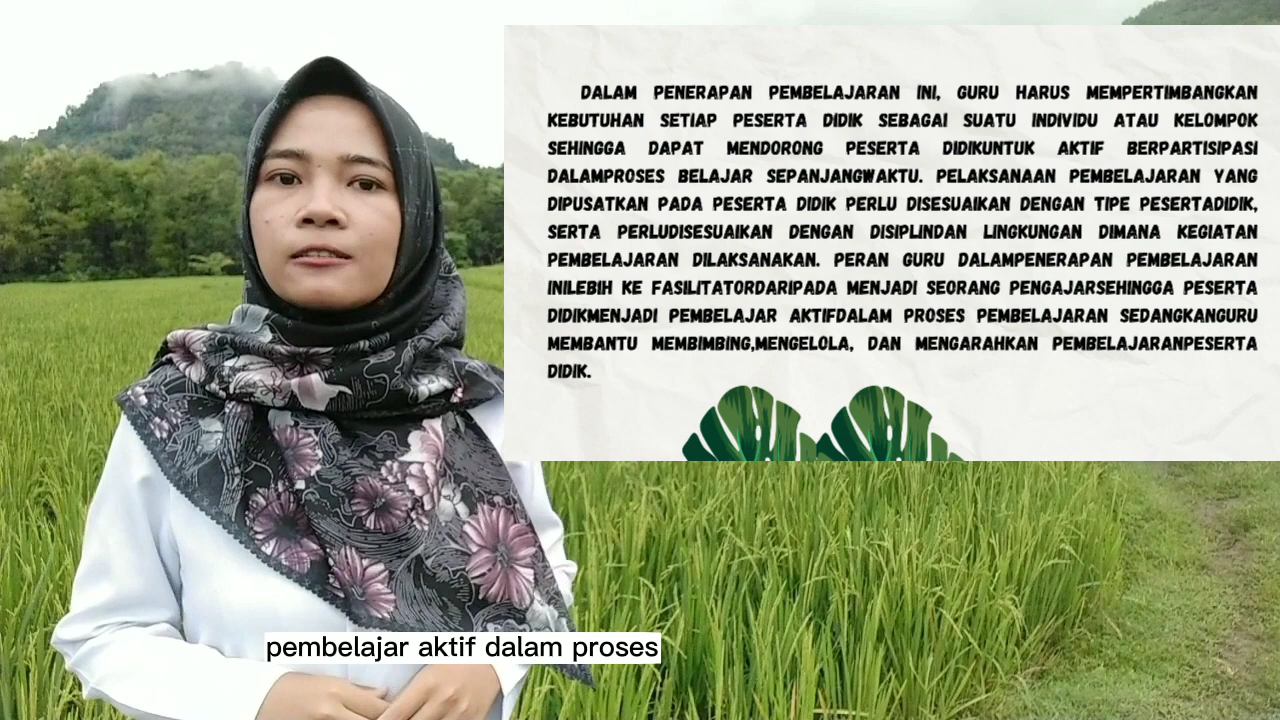 DALAM PENERAPAN PEMBELAJARAN INI, GURU HARUS MEMPERTIMBANGKAN
KEBUTUHAN SETIAP PESERTA DIDIK SEBAGAI SUATU INDIVIDU ATAU KELOMPOK
SEHINGGA DAPAT MENDORONG PESERTA DIDIKUNTUK AKTIF BERPARTISIPASI
DALAMPROSES BELAJAR SEPANJANGWAKTU. PELAKSANAAN PEMBELAJARAN YANG
DIPUSATKAN PADA PESERTA DIDIK PERLU DISESUAIKAN DENGAN TIPE PESERTADIDIK,
SERTA PERLUDISESUAIKAN DENGAN DISIPLINDAN LINGKUNGAN DIMANA KEGIATAN
PEMBELAJARAN DILAKSANAKAN. PERAN GURU DALAMPENERAPAN PEMBELAJARAN
INILEBIH KE FASILITATORDARIPADA MENJADI SEORANG PENGAJARSEHINGGA PESERTA
DIDIKMENJADI PEMBELAJAR AKTIFDALAM PROSES PEMBELAJARAN SEDANGKANGURU
MEMBANTU MEMBIMBING,MENGELOLA, DAN MENGARAHKAN PEMBELAJARANPESERTA
DIDIK.
pembelajar aktif dalam proses